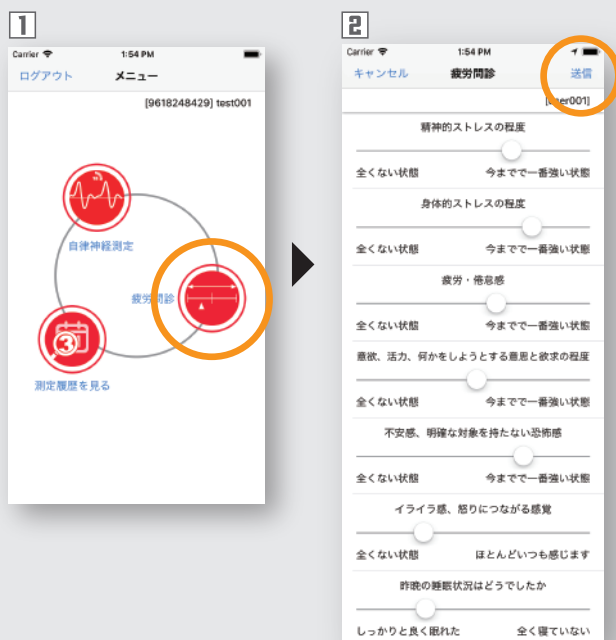 1
Carrier 1:54 PM
ログアウト メニュー
[9618248429] test001
自律神経測定
疲労問診
③
測定履歴を見る
2
Carrier 1:54 PM
キャンセル 疲労問診 送信
精神的ストレスの程度
全くない状態 今までで一番強い状態
身体的ストレスの程度
全くない状態 今までで一番強い状態
疲労・倦怠感
全くない状態 今までで一番強い状態
意欲、活力、何かをしようとする意思と欲求の程度
全くない状態 今までで一番強い状態
不安感、明確な対象を持たない恐怖感
全くない状態 今までで一番強い状態
イライラ感、怒りにつながる感覚
全くない状態 ほとんどいつも感じます
昨晩の睡眠状況はどうでしたか
しっかりと良く眠れた 全く寝ていない